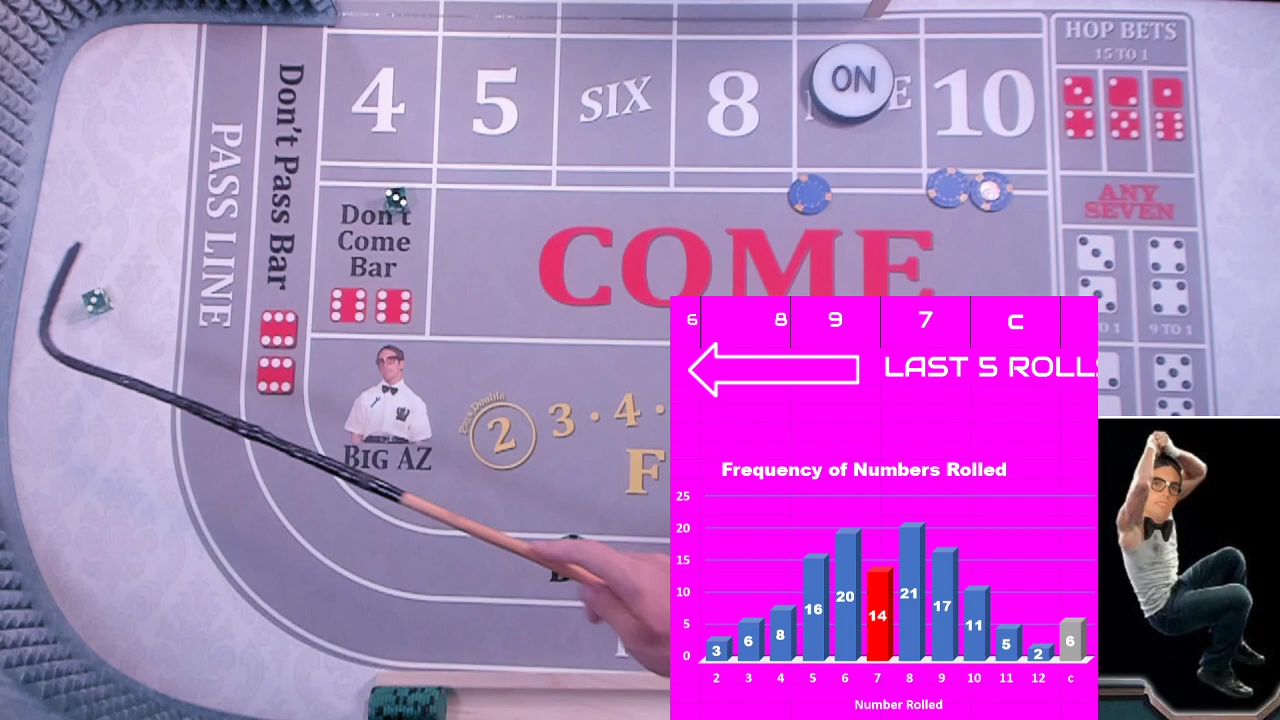 PASS LINE
Don't Pass Bar
4
5
SIX
8
ON
E
10
HOP BETS
15 TO 1
ANY
SEVEN
9 TO 1
Don't
Come
Bar
COME
BIG AZ
2
3 · 4 ·
F
6
8
9
7
C
LAST 5 ROLLS
Frequency of Numbers Rolled
25
20
15
10
5
0
3
6
8
16
20
14
21
17
11
5
2
6
2 3 4 5 6 7 8 9 10 11 12 c
Number Rolled